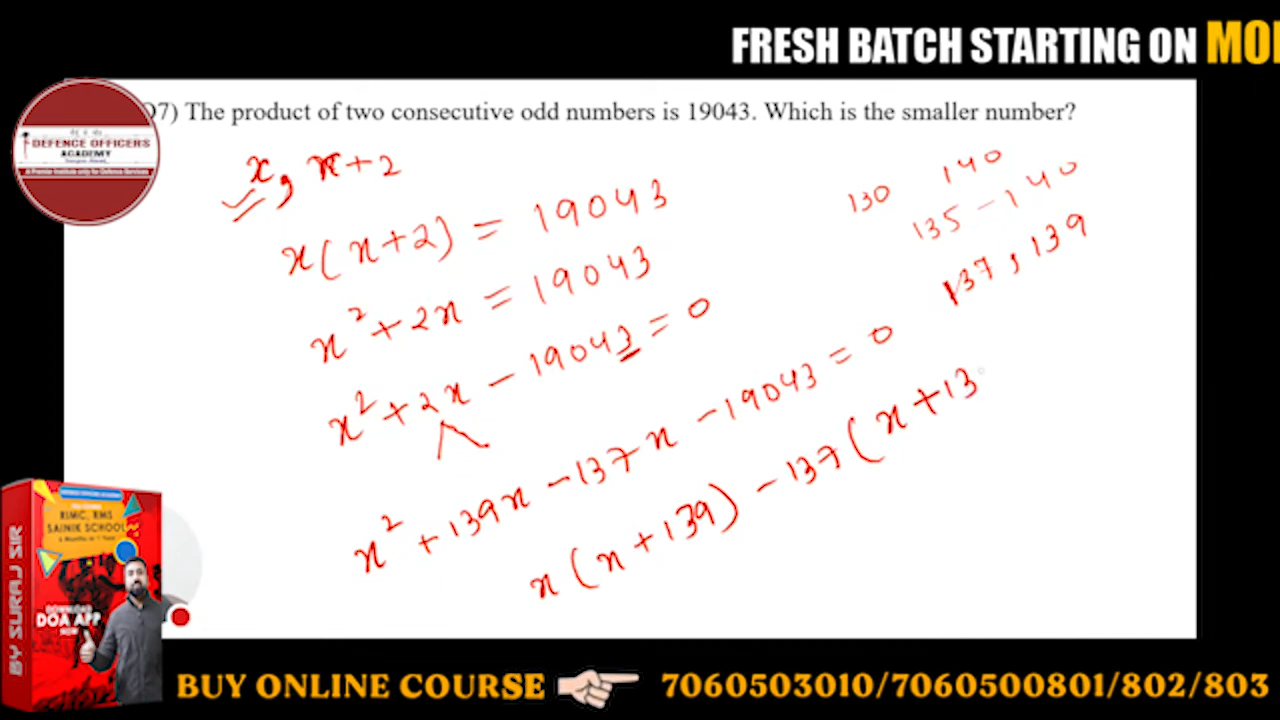 FRESH BATCH STARTING ON MO
Q7) The product of two consecutive odd numbers is 19043. Which is the smaller number?
DEFENCE OFFICERS
ACADEMY
x, x+2
130 140
135-140
137, 139
x(x+2) = 19043
x²+2x = 19043
x²+2x - 19043 = 0
x²+139x -137x -19043 = 0
x(x+139) -137(x+13
RIMC, RMS
SAINIK SCHOOL
DOWNLOAD
DOA APP
NOW
BY SURAJ SIR
BUY ONLINE COURSE 7060503010/7060500801/802/803